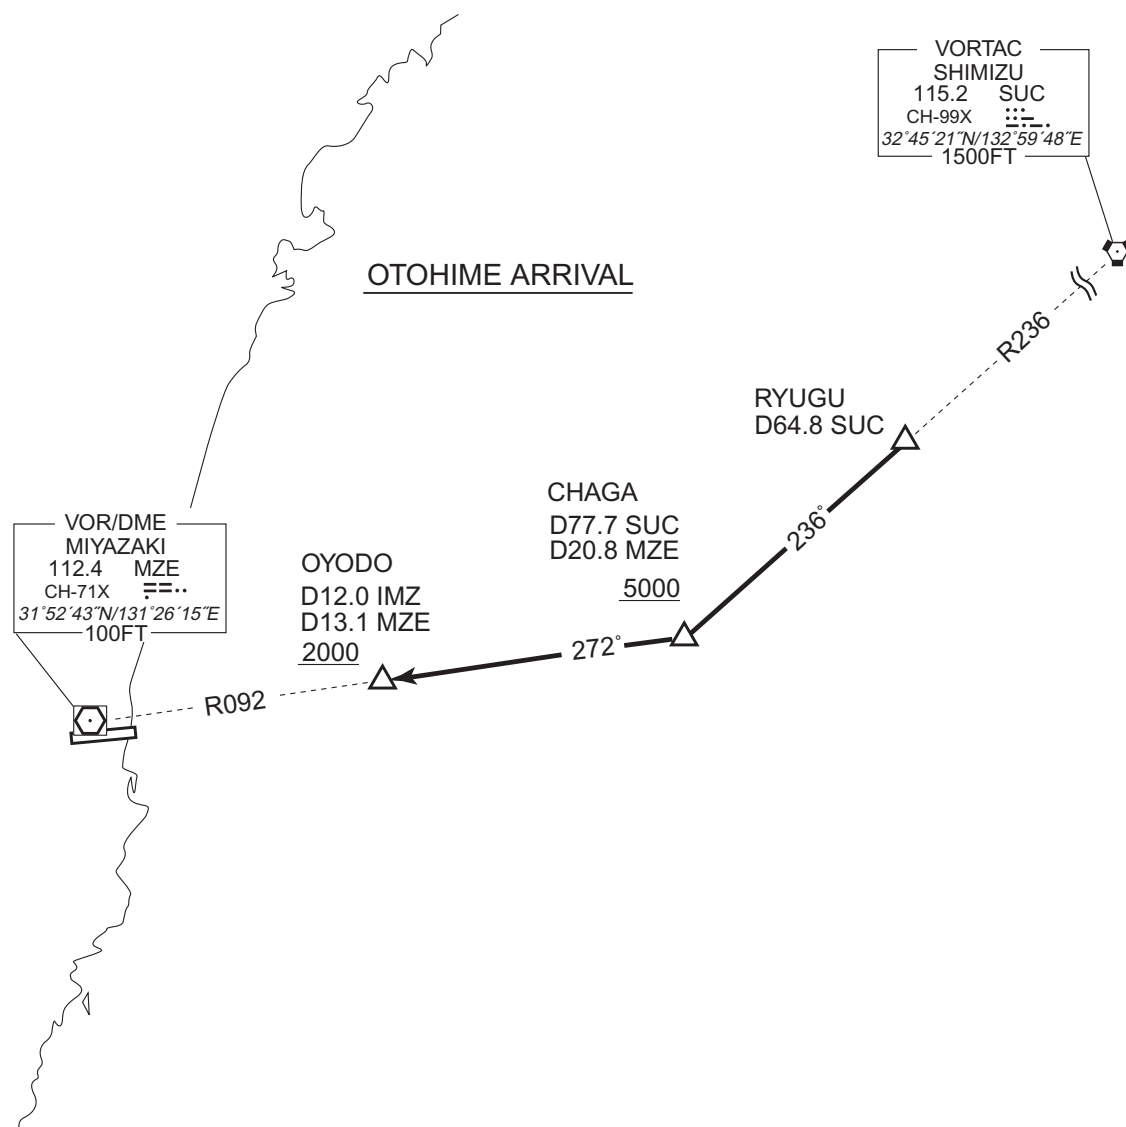 VORTAC
SHIMIZU
115.2 SUC
CH-99X
32°45´21˝N/132°59´48˝E
1500FT
OTOHIME ARRIVAL
R236
RYUGU
D64.8 SUC
CHAGA
D77.7 SUC
D20.8 MZE
5000
236°
VOR/DME
MIYAZAKI
112.4 MZE
CH-71X
31°52´43˝N/131°26´15˝E
100FT
OYODO
D12.0 IMZ
D13.1 MZE
2000
272°
R092